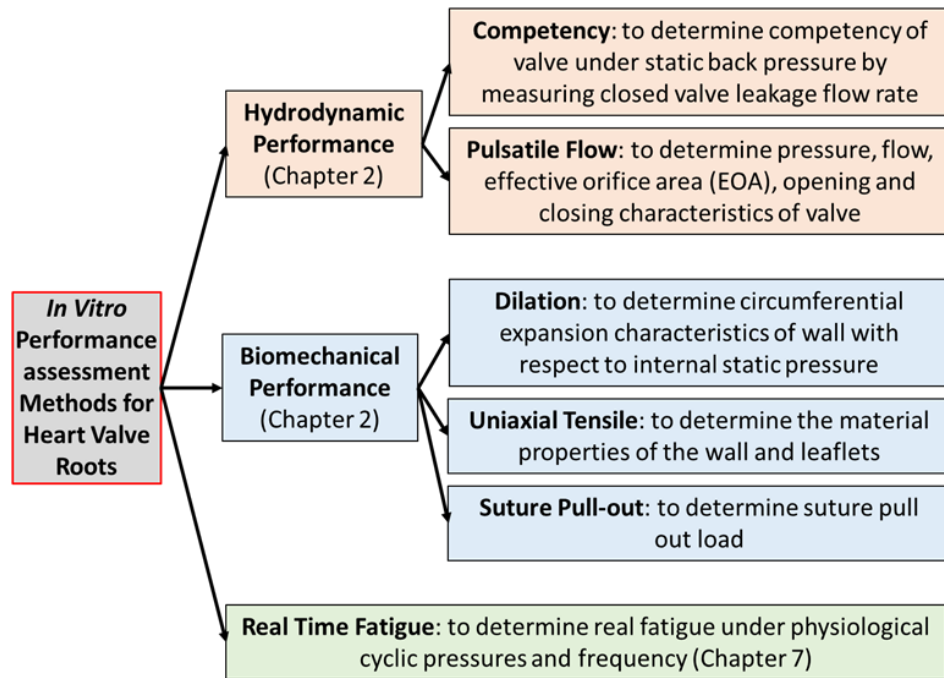 In Vitro
Performance
assessment
Methods for
Heart Valve
Roots
Hydrodynamic
Performance
(Chapter 2)
Competency: to determine competency of
valve under static back pressure by
measuring closed valve leakage flow rate
Pulsatile Flow: to determine pressure, flow,
effective orifice area (EOA), opening and
closing characteristics of valve
Biomechanical
Performance
(Chapter 2)
Dilation: to determine circumferential
expansion characteristics of wall with
respect to internal static pressure
Uniaxial Tensile: to determine the material
properties of the wall and leaflets
Suture Pull-out: to determine suture pull
out load
Real Time Fatigue: to determine real fatigue under physiological
cyclic pressures and frequency (Chapter 7)